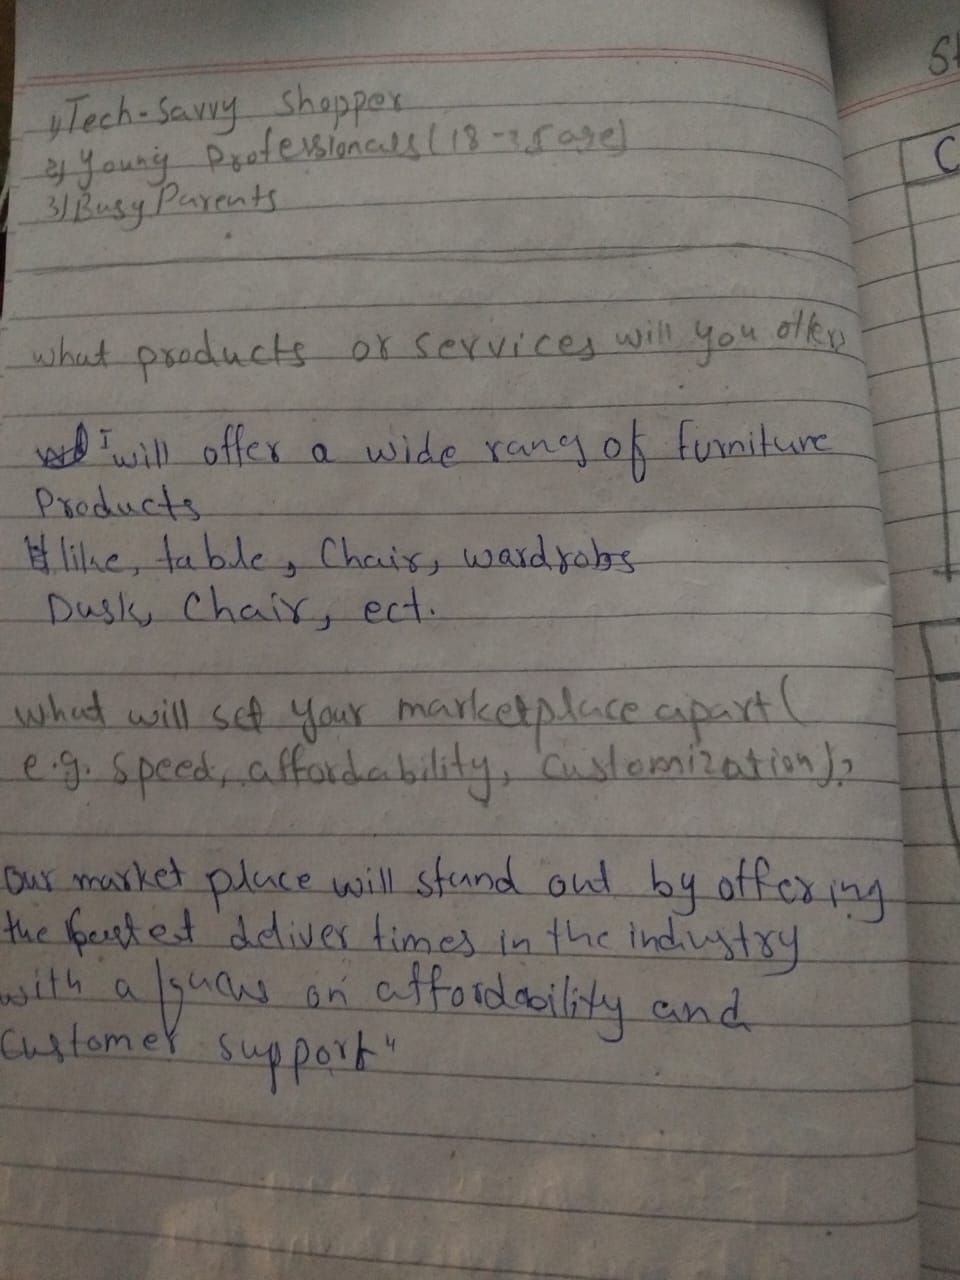 1) Tech-Savvy Shopper
2) Young Professionals (18-35 age)
3) Busy Parents
What products or services will you offer
I will offer a wide rang of furniture
Products
like, table, Chair, wardrobs
Dusk, Chair, ect.
What will set your marketplace apart (
e.g. speed, affordability, customization)?
Our market place will stand out by offering
the fastest deliver times in the industry
with a on affordability and
Customer support"
St
C